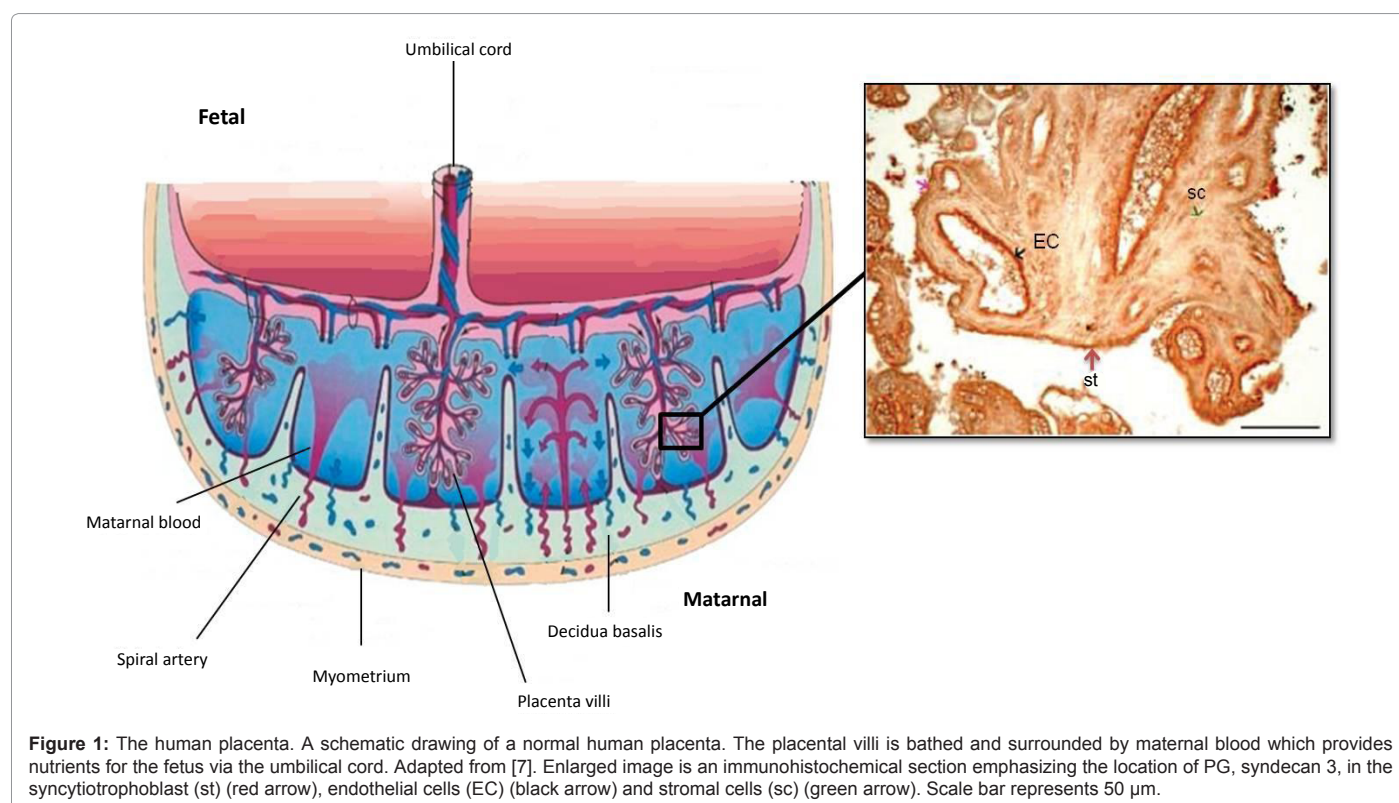 Umbilical cord
Fetal
sc
EC
st
Matarnal blood
Matarnal
Decidua basalis
Spiral artery
Myometrium
Placenta villi
Figure 1: The human placenta. A schematic drawing of a normal human placenta. The placental villi is bathed and surrounded by maternal blood which provides
nutrients for the fetus via the umbilical cord. Adapted from [7]. Enlarged image is an immunohistochemical section emphasizing the location of PG, syndecan 3, in the
syncytiotrophoblast (st) (red arrow), endothelial cells (EC) (black arrow) and stromal cells (sc) (green arrow). Scale bar represents 50 µm.